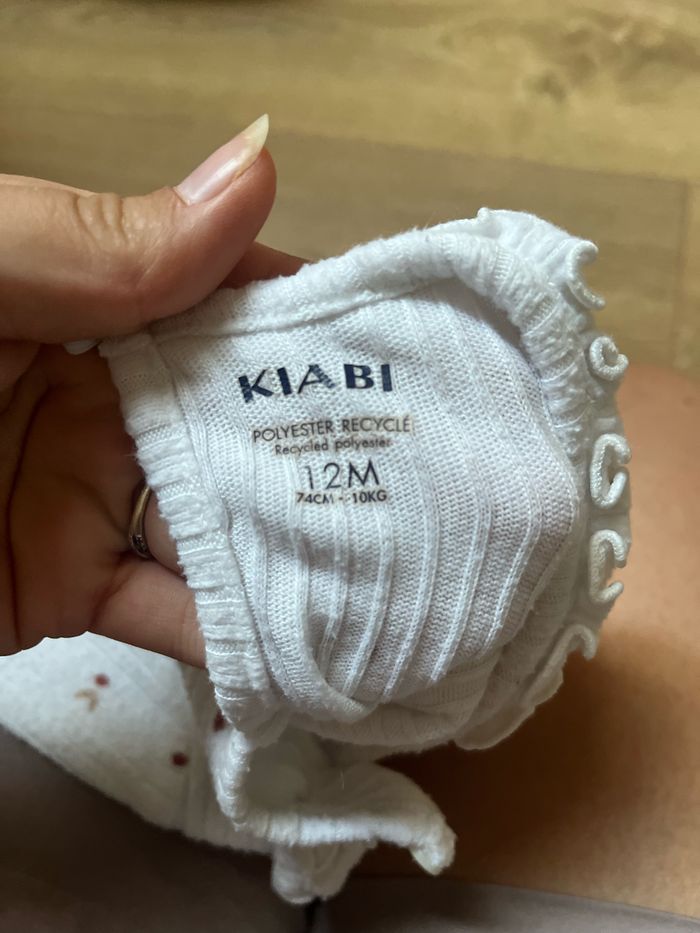 KIABI
POLYESTER RECYCLÉ
Recycled polyester
12M
74CM - 10KG